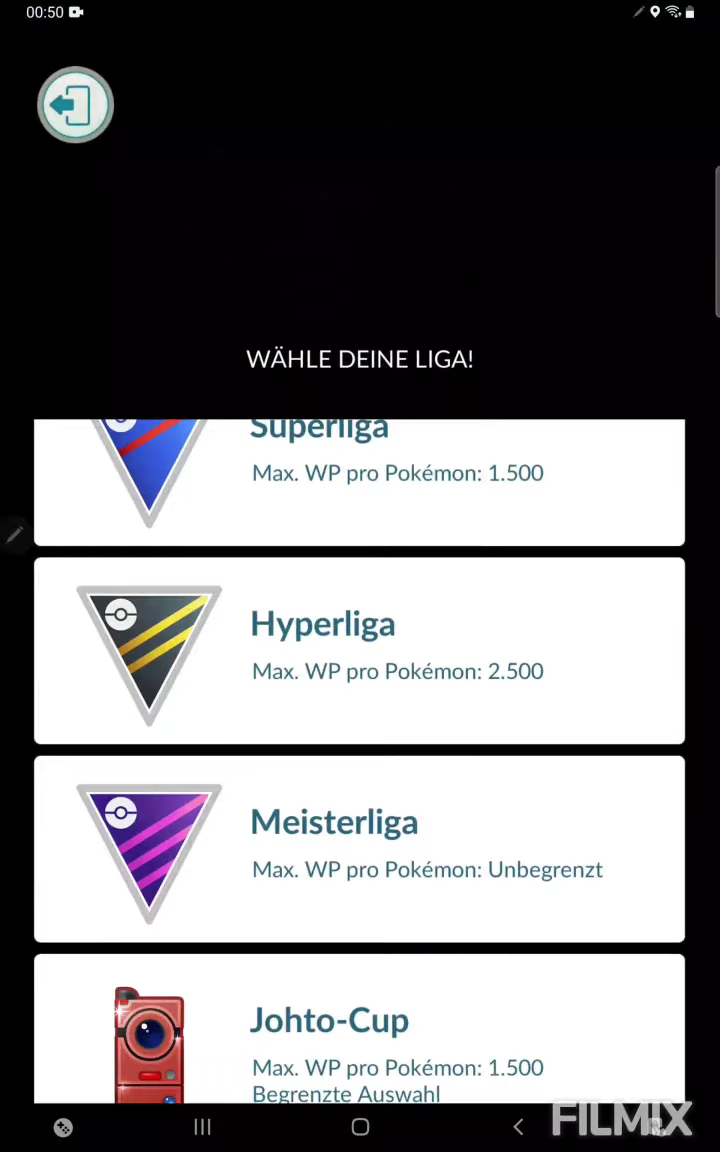 00:50
WÄHLE DEINE LIGA!
Superliga
Max. WP pro Pokémon: 1.500
Hyperliga
Max. WP pro Pokémon: 2.500
Meisterliga
Max. WP pro Pokémon: Unbegrenzt
Johto-Cup
Max. WP pro Pokémon: 1.500
Begrenzte Auswahl
FILMIX